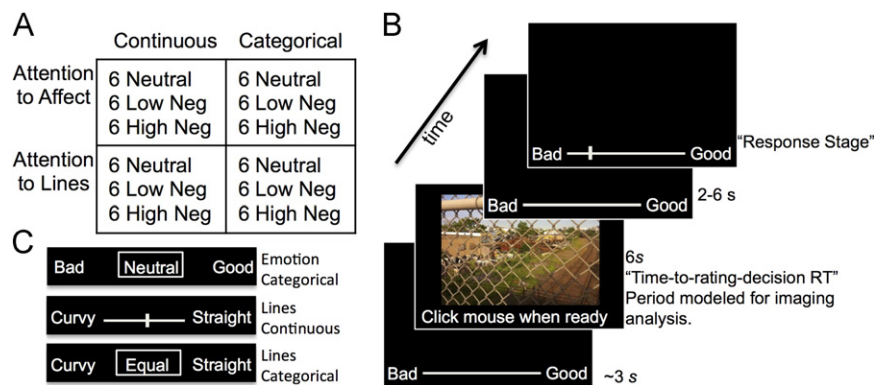 A
Continuous Categorical
Attention to Affect
6 Neutral
6 Low Neg
6 High Neg
6 Neutral
6 Low Neg
6 High Neg
Attention to Lines
6 Neutral
6 Low Neg
6 High Neg
6 Neutral
6 Low Neg
6 High Neg
B
time
Bad Good
"Response Stage"
Bad Good
2-6 s
Click mouse when ready
6s
"Time-to-rating-decision RT"
Period modeled for imaging
analysis.
Bad Good
~3 s
C
Bad Neutral Good
Emotion
Categorical
Curvy Straight
Lines
Continuous
Curvy Equal Straight
Lines
Categorical